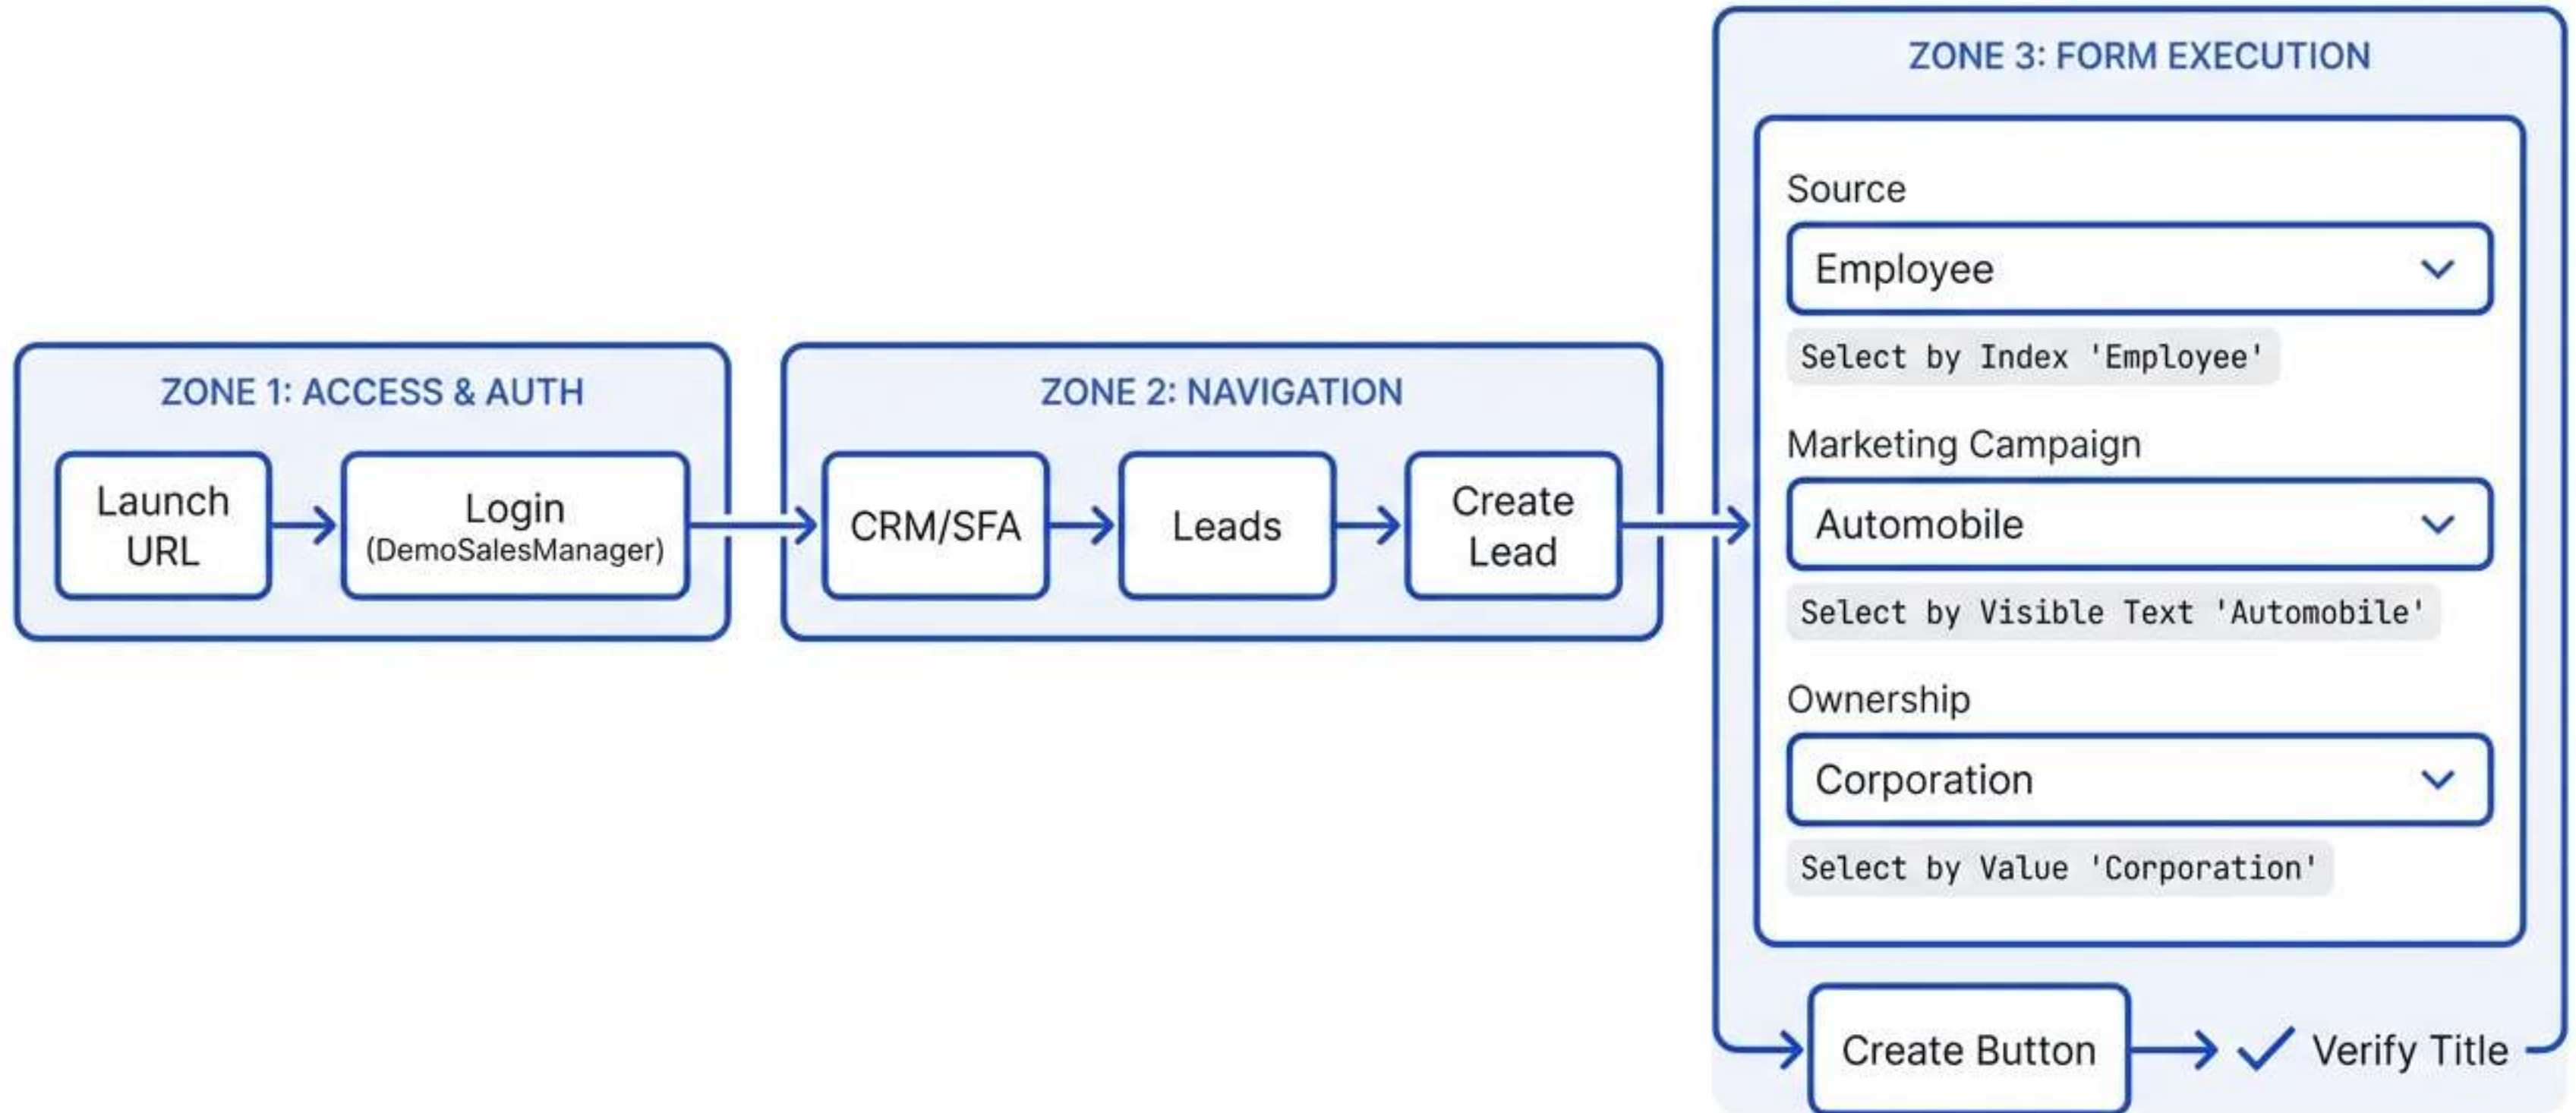 ZONE 1: ACCESS & AUTH
Launch
URL
Login
(DemoSalesManager)
ZONE 2: NAVIGATION
CRM/SFA
Leads
Create
Lead
ZONE 3: FORM EXECUTION
Source
Employee
Select by Index 'Employee'
Marketing Campaign
Automobile
Select by Visible Text 'Automobile'
Ownership
Corporation
Select by Value 'Corporation'
Create Button
Verify Title